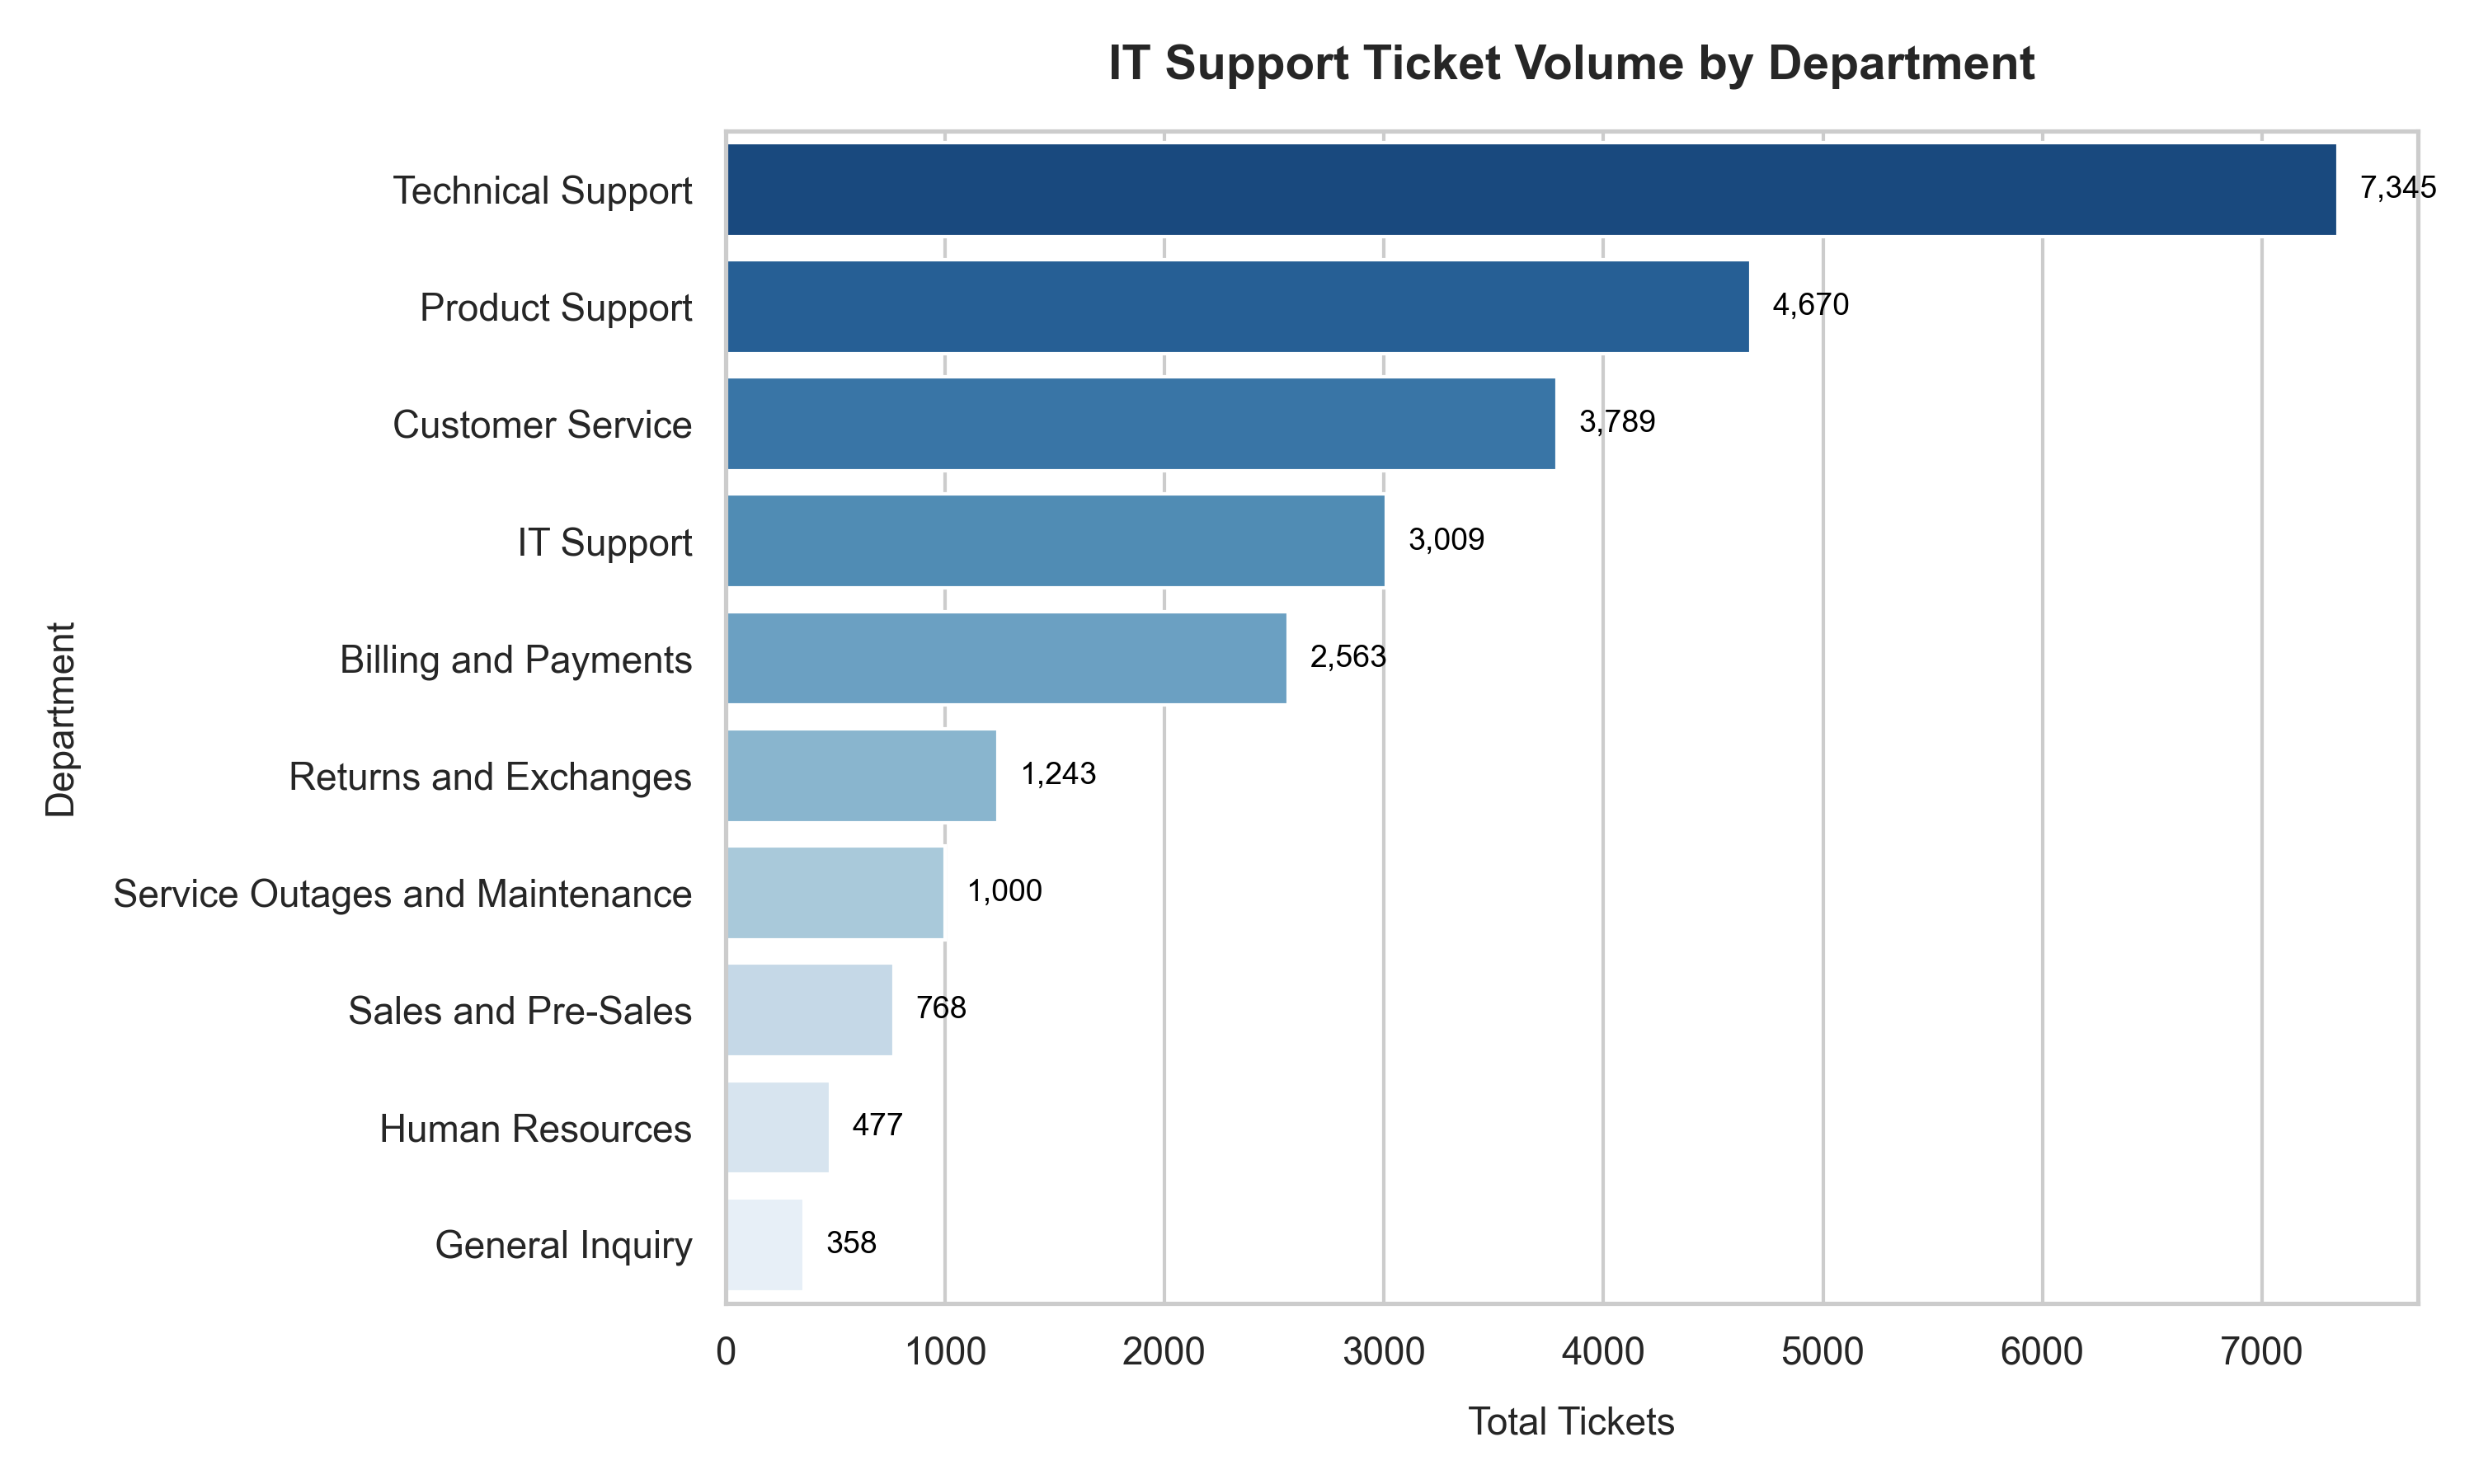 IT Support Ticket Volume by Department
Technical Support 7,345
Product Support 4,670
Customer Service 3,789
IT Support 3,009
Billing and Payments 2,563
Returns and Exchanges 1,243
Service Outages and Maintenance 1,000
Sales and Pre-Sales 768
Human Resources 477
General Inquiry 358
Department
0 1000 2000 3000 4000 5000 6000 7000
Total Tickets